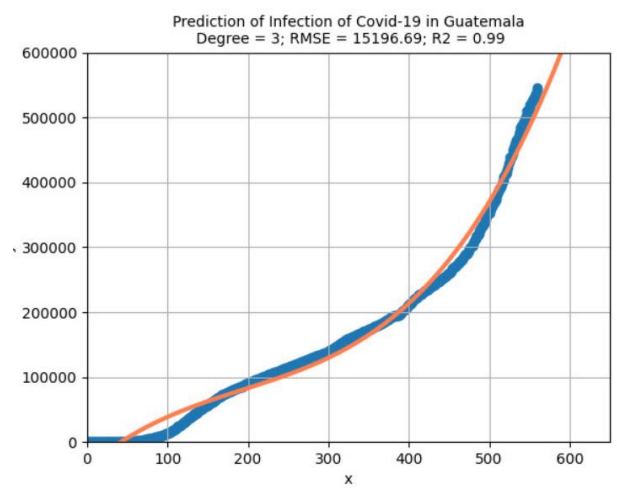 Prediction of Infection of Covid-19 in Guatemala
Degree = 3; RMSE = 15196.69; R2 = 0.99
600000
500000
400000
300000
200000
100000
0
0 100 200 300 400 500 600
x